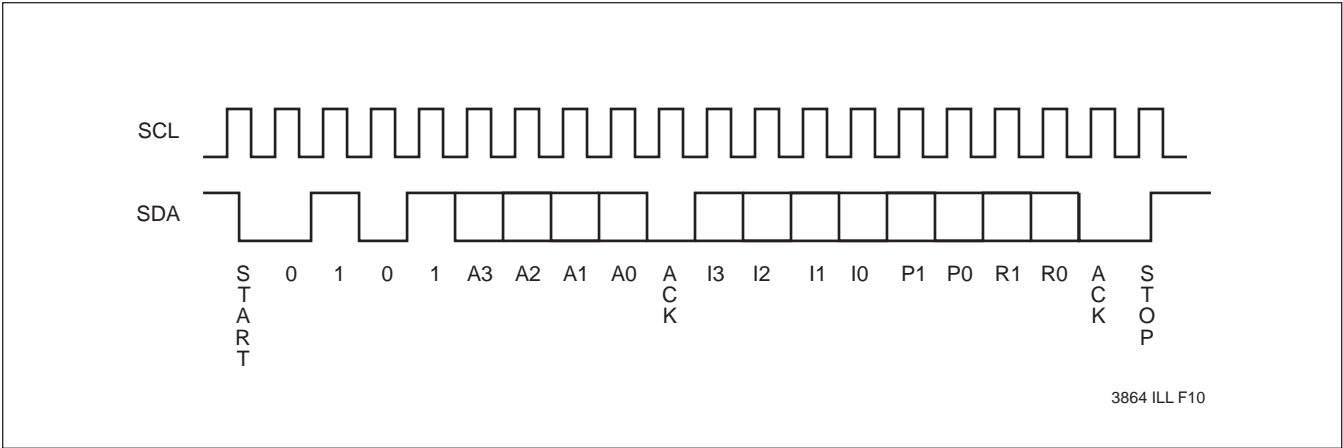 SCL
SDA
START 0 1 0 1 A3 A2 A1 A0 ACK I3 I2 I1 I0 P1 P0 R1 R0 ACK STOP
3864 ILL F10